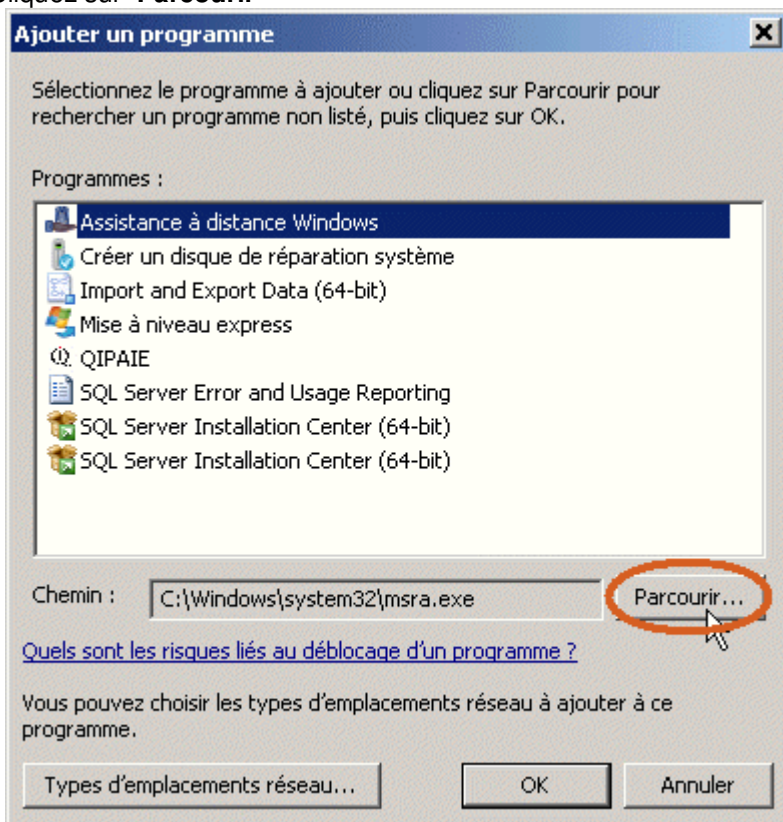 cliquez sur "Parcourir"
Ajouter un programme
Sélectionnez le programme à ajouter ou cliquez sur Parcourir pour
rechercher un programme non listé, puis cliquez sur OK.
Programmes :
Assistance à distance Windows
Créer un disque de réparation système
Import and Export Data (64-bit)
Mise à niveau express
QIPAIE
SQL Server Error and Usage Reporting
SQL Server Installation Center (64-bit)
SQL Server Installation Center (64-bit)
Chemin : C:\Windows\system32\msra.exe Parcourir...
Quels sont les risques liés au déblocage d'un programme ?
Vous pouvez choisir les types d'emplacements réseau à ajouter à ce
programme.
Types d'emplacements réseau... OK Annuler